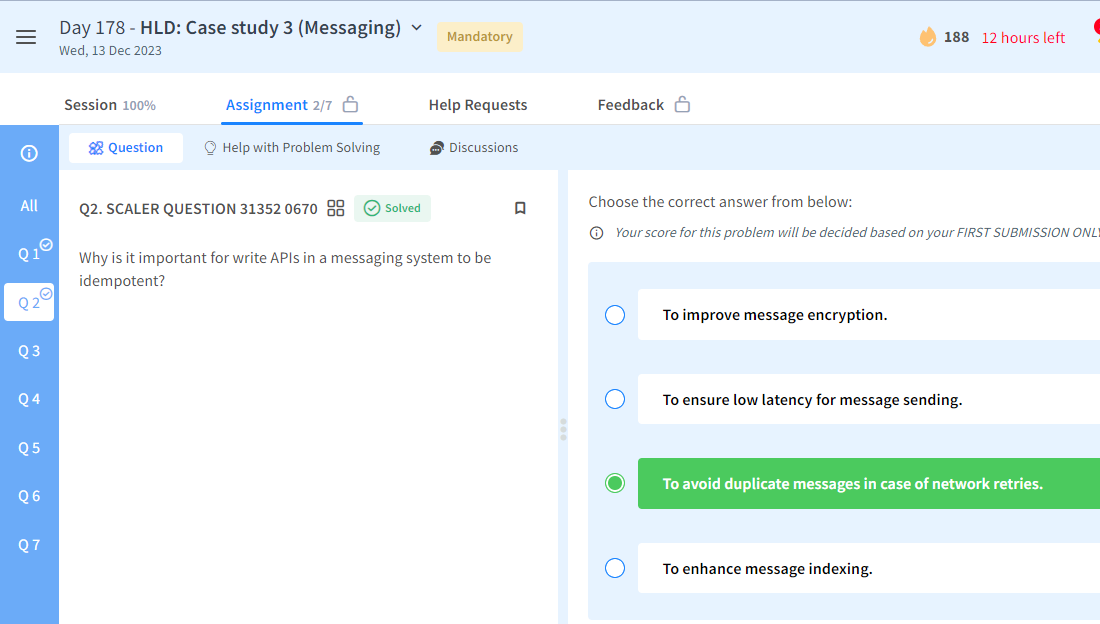 Day 178 - HLD: Case study 3 (Messaging)
Wed, 13 Dec 2023
Mandatory
188 12 hours left
Session 100%
Assignment 2/7
Help Requests
Feedback
Question
Help with Problem Solving
Discussions
All
Q 1
Q 2
Q 3
Q 4
Q 5
Q 6
Q 7
Q2. SCALER QUESTION 31352 0670
Solved
Why is it important for write APIs in a messaging system to be
idempotent?
Choose the correct answer from below:
Your score for this problem will be decided based on your FIRST SUBMISSION ONLY
To improve message encryption.
To ensure low latency for message sending.
To avoid duplicate messages in case of network retries.
To enhance message indexing.